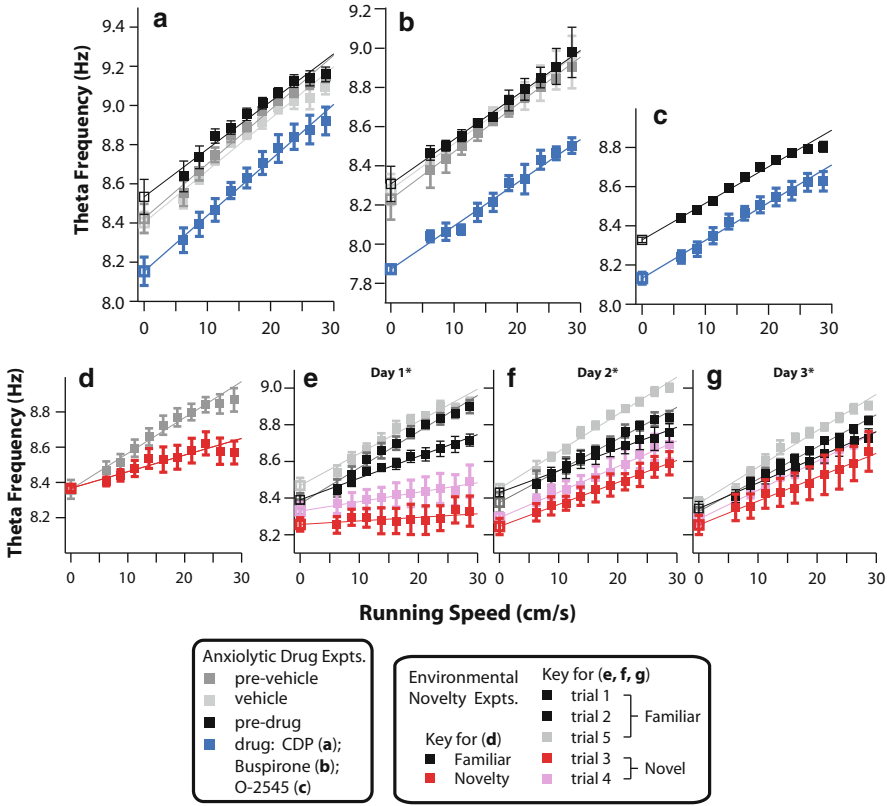 a
b
c
Theta Frequency (Hz)
9.4
9.2
9.0
8.8
8.6
8.4
8.2
8.0
0
10
20
30
9.2
9.0
8.8
8.6
8.4
8.2
8.0
7.8
0
10
20
30
8.8
8.6
8.4
8.2
8.0
0
10
20
30
d
e
Day 1*
f
Day 2*
g
Day 3*
Theta Frequency (Hz)
8.8
8.6
8.4
8.2
0
10
20
30
9.0
8.8
8.6
8.4
8.2
0
10
20
30
0
10
20
30
0
10
20
30
Running Speed (cm/s)
Anxiolytic Drug Expts.
pre-vehicle
vehicle
pre-drug
drug: CDP (a);
Buspirone (b);
O-2545 (c)
Environmental
Novelty Expts.
Key for (d)
Familiar
Novelty
Key for (e, f, g)
trial 1
trial 2
trial 5
Familiar
trial 3
trial 4
Novel